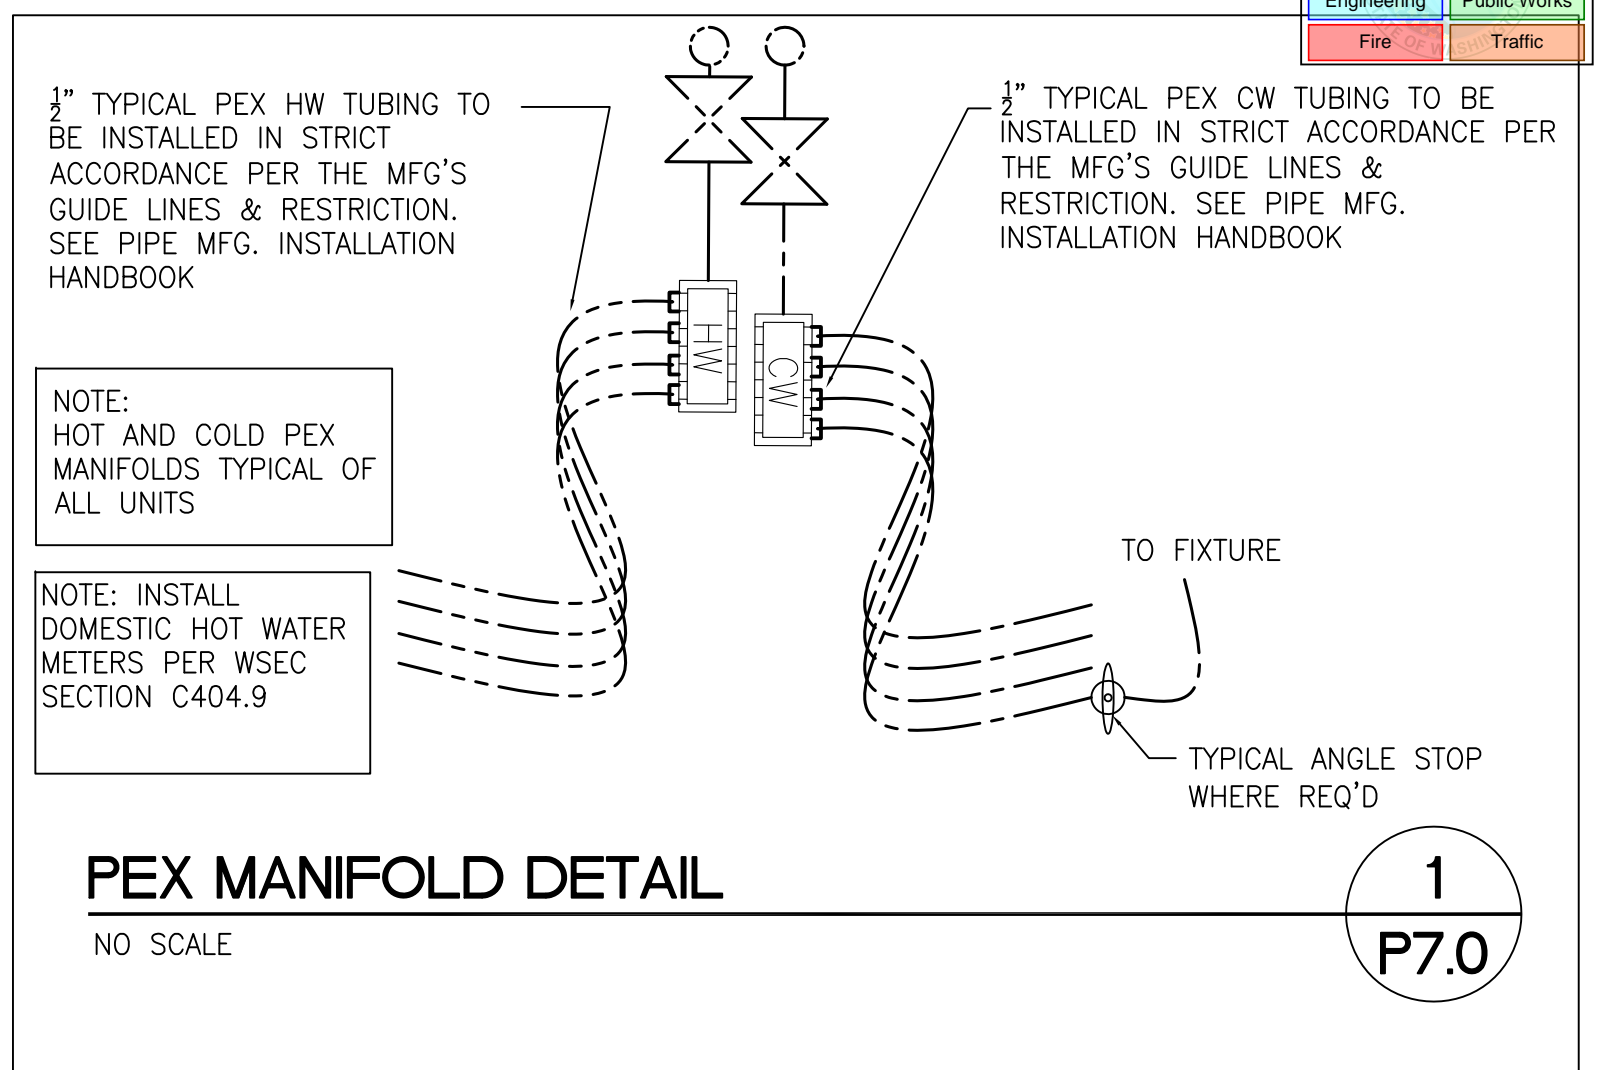 Engineering
Public Works
Fire
Traffic
STATE OF WASHINGTON
½” TYPICAL PEX HW TUBING TO
BE INSTALLED IN STRICT
ACCORDANCE PER THE MFG'S
GUIDE LINES & RESTRICTION.
SEE PIPE MFG. INSTALLATION
HANDBOOK
½” TYPICAL PEX CW TUBING TO BE
INSTALLED IN STRICT ACCORDANCE PER
THE MFG'S GUIDE LINES &
RESTRICTION. SEE PIPE MFG.
INSTALLATION HANDBOOK
HW
CW
NOTE:
HOT AND COLD PEX
MANIFOLDS TYPICAL OF
ALL UNITS
NOTE: INSTALL
DOMESTIC HOT WATER
METERS PER WSEC
SECTION C404.9
TO FIXTURE
TYPICAL ANGLE STOP
WHERE REQ'D
PEX MANIFOLD DETAIL
NO SCALE
1
P7.0